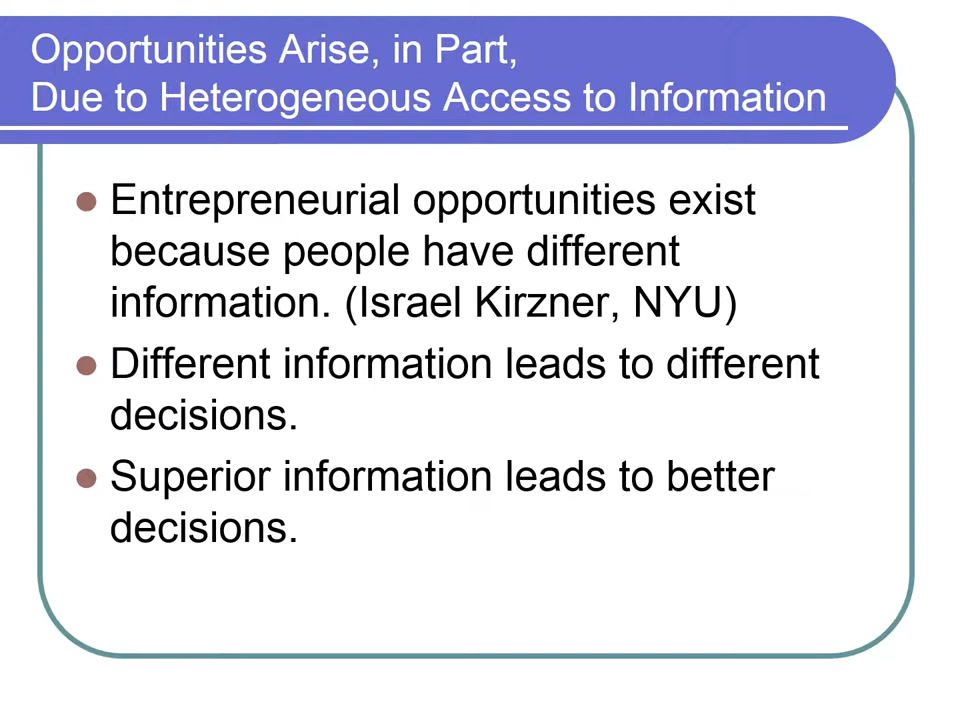 Opportunities Arise, in Part,
Due to Heterogeneous Access to Information
Entrepreneurial opportunities exist
because people have different
information. (Israel Kirzner, NYU)
Different information leads to different
decisions.
Superior information leads to better
decisions.